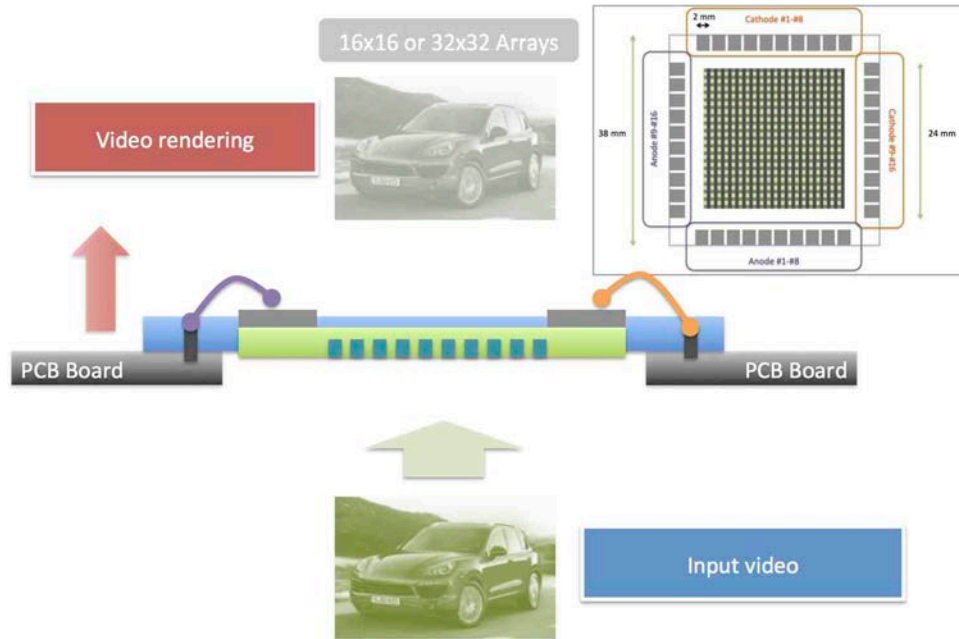 16x16 or 32x32 Arrays
2 mm
Cathode #1-#8
Video rendering
38 mm
Anode #9-#16
Cathode #9-#16
24 mm
Anode #1-#8
PCB Board
PCB Board
Input video